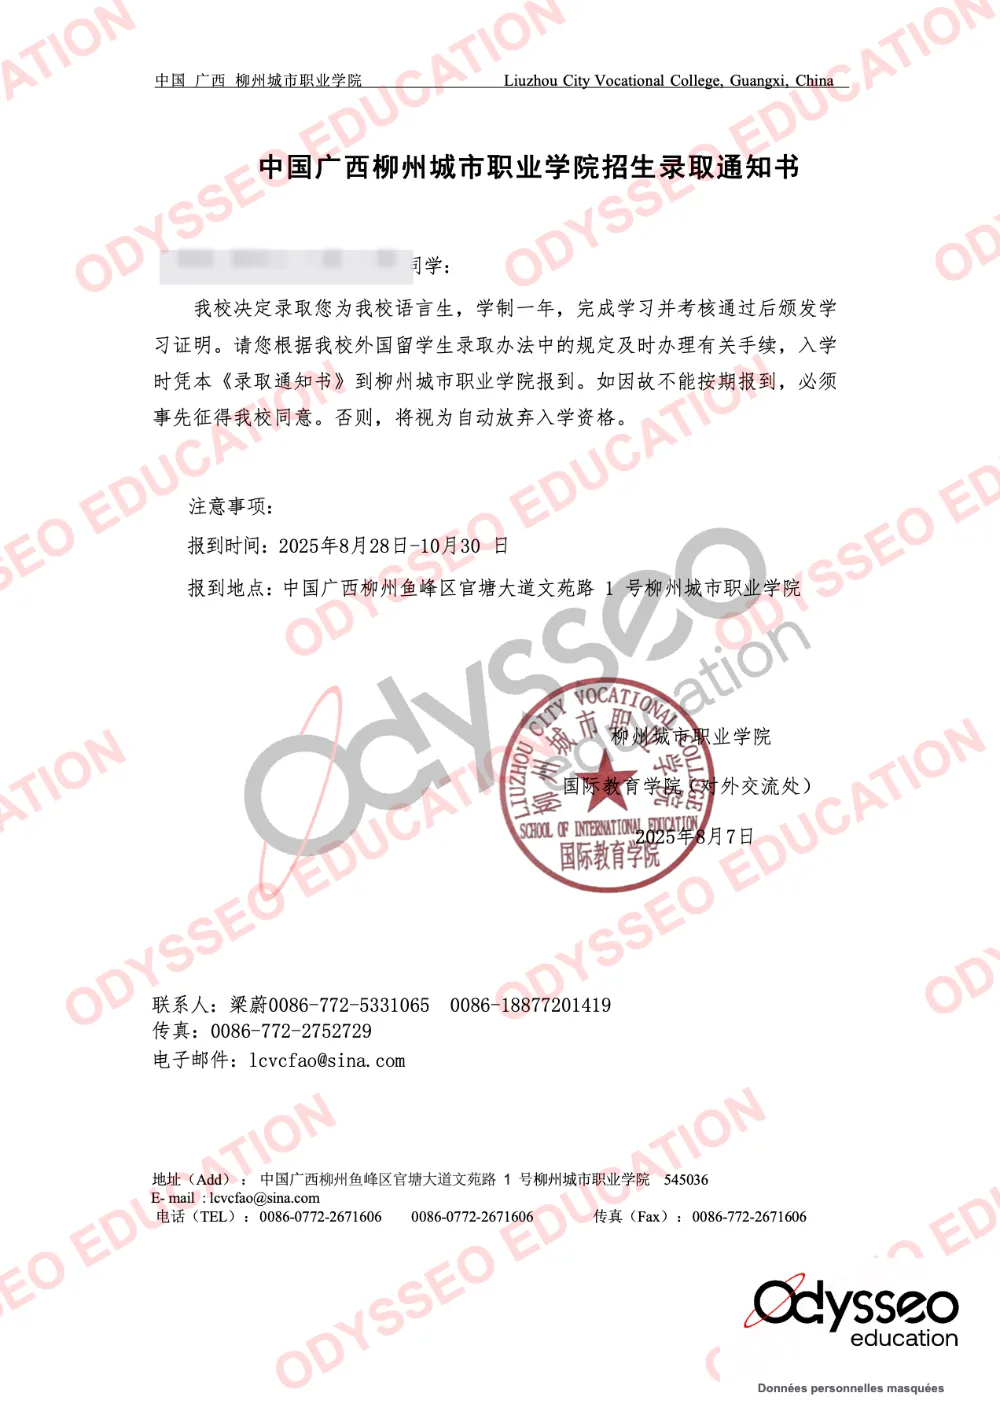 中国 广西 柳州城市职业学院 Liuzhou City Vocational College, Guangxi, China
中国广西柳州城市职业学院招生录取通知书
同学：
我校决定录取您为我校语言生，学制一年，完成学习并考核通过后颁发学
习证明。请您根据我校外国留学生录取办法中的规定及时办理有关手续，入学
时凭本《录取通知书》到柳州城市职业学院报到。如因故不能按期报到，必须
事先征得我校同意。否则，将视为自动放弃入学资格。
注意事项：
报到时间：2025年8月28日-10月30 日
报到地点：中国广西柳州鱼峰区官塘大道文苑路 1 号柳州城市职业学院
柳州城市职业学院
国际教育学院（对外交流处）
2025年8月7日
LIUZHOU CITY VOCATIONAL COLLEGE
柳州城市职业学院
SCHOOL OF INTERNATIONAL EDUCATION
国际教育学院
联系人：梁蔚0086-772-5331065 0086-18877201419
传真：0086-772-2752729
电子邮件：lcvcfao@sina.com
地址（Add）：中国广西柳州鱼峰区官塘大道文苑路 1 号柳州城市职业学院 545036
E- mail : lcvcfao@sina.com
电话（TEL）：0086-0772-2671606 0086-0772-2671606 传真（Fax）：0086-772-2671606
Odysseo
education
Données personnelles masquées
ODYSSEO EDUCATION
Odysseo
education